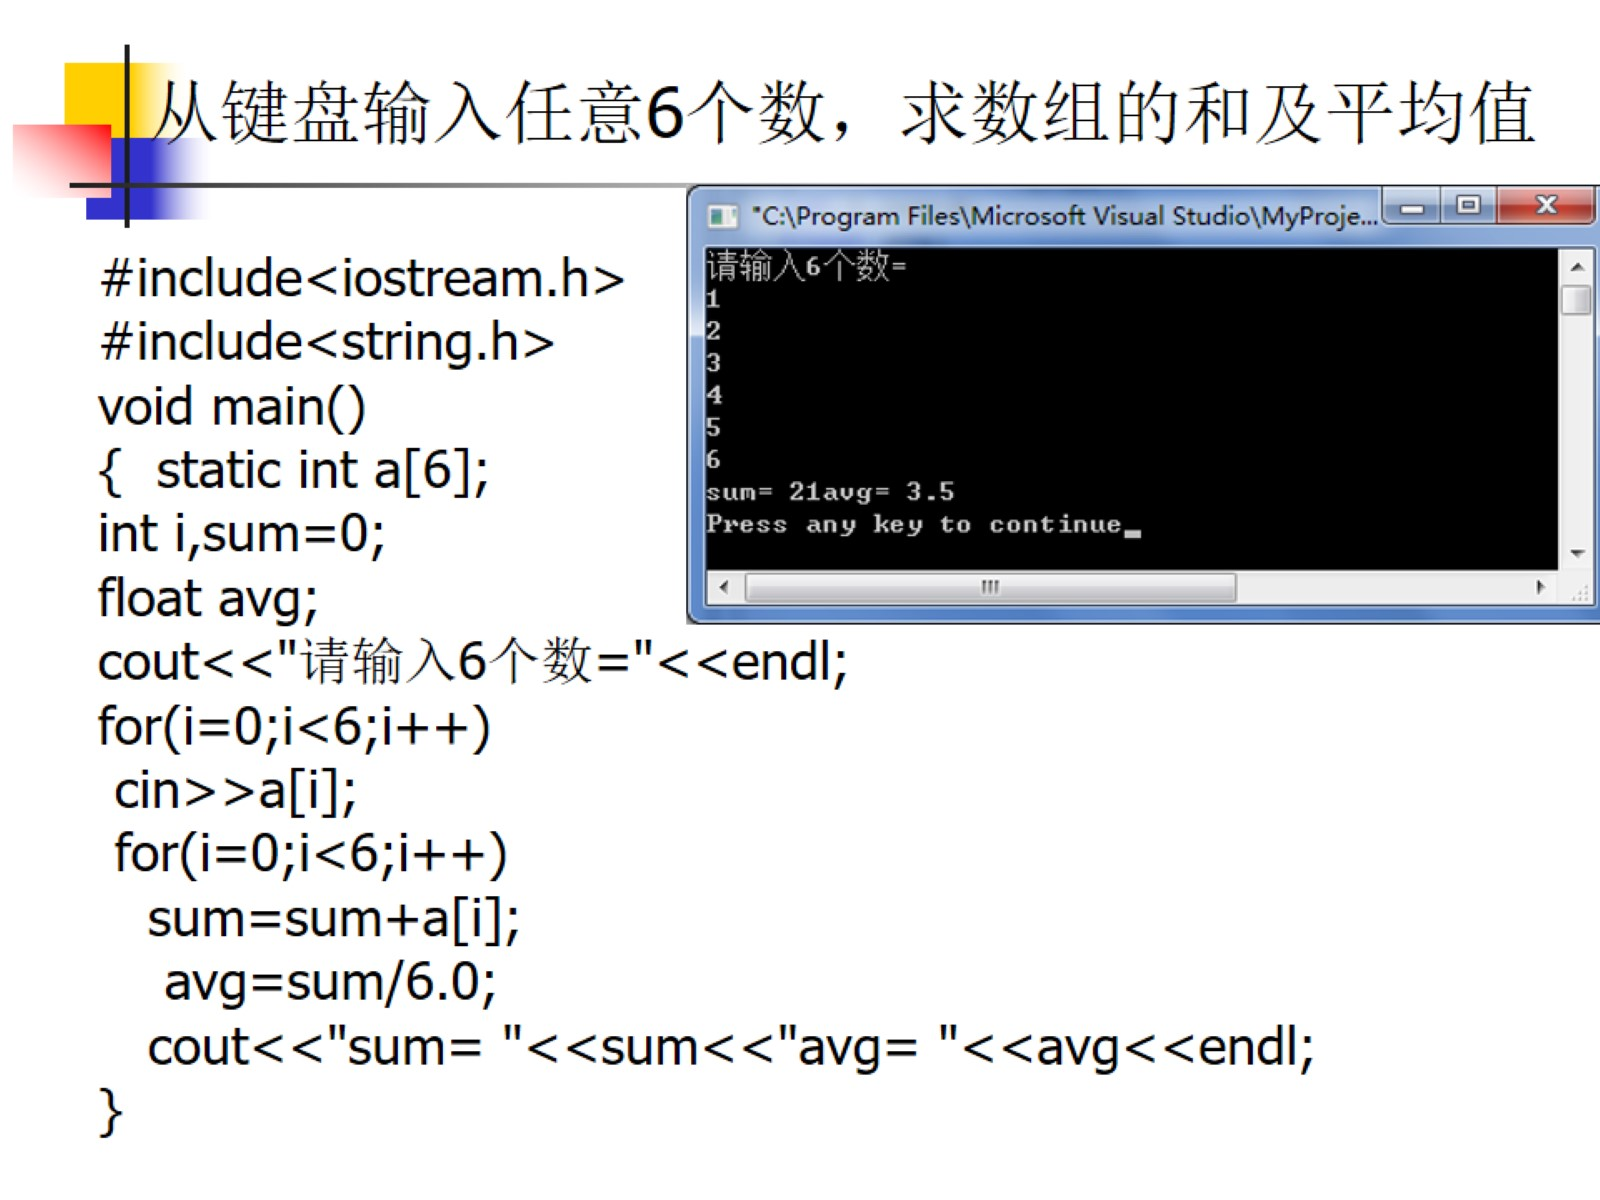 从键盘输入任意6个数，求数组的和及平均值
"C:\Program Files\Microsoft Visual Studio\MyProje...
请输入6个数=
1
2
3
4
5
6
sum= 21avg= 3.5
Press any key to continue_
#include<iostream.h>
#include<string.h>
void main()
{  static int a[6];
int i,sum=0;
float avg;
cout<<"请输入6个数="<<endl;
for(i=0;i<6;i++)
cin>>a[i];
for(i=0;i<6;i++)
sum=sum+a[i];
avg=sum/6.0;
cout<<"sum= "<<sum<<"avg= "<<avg<<endl;
}